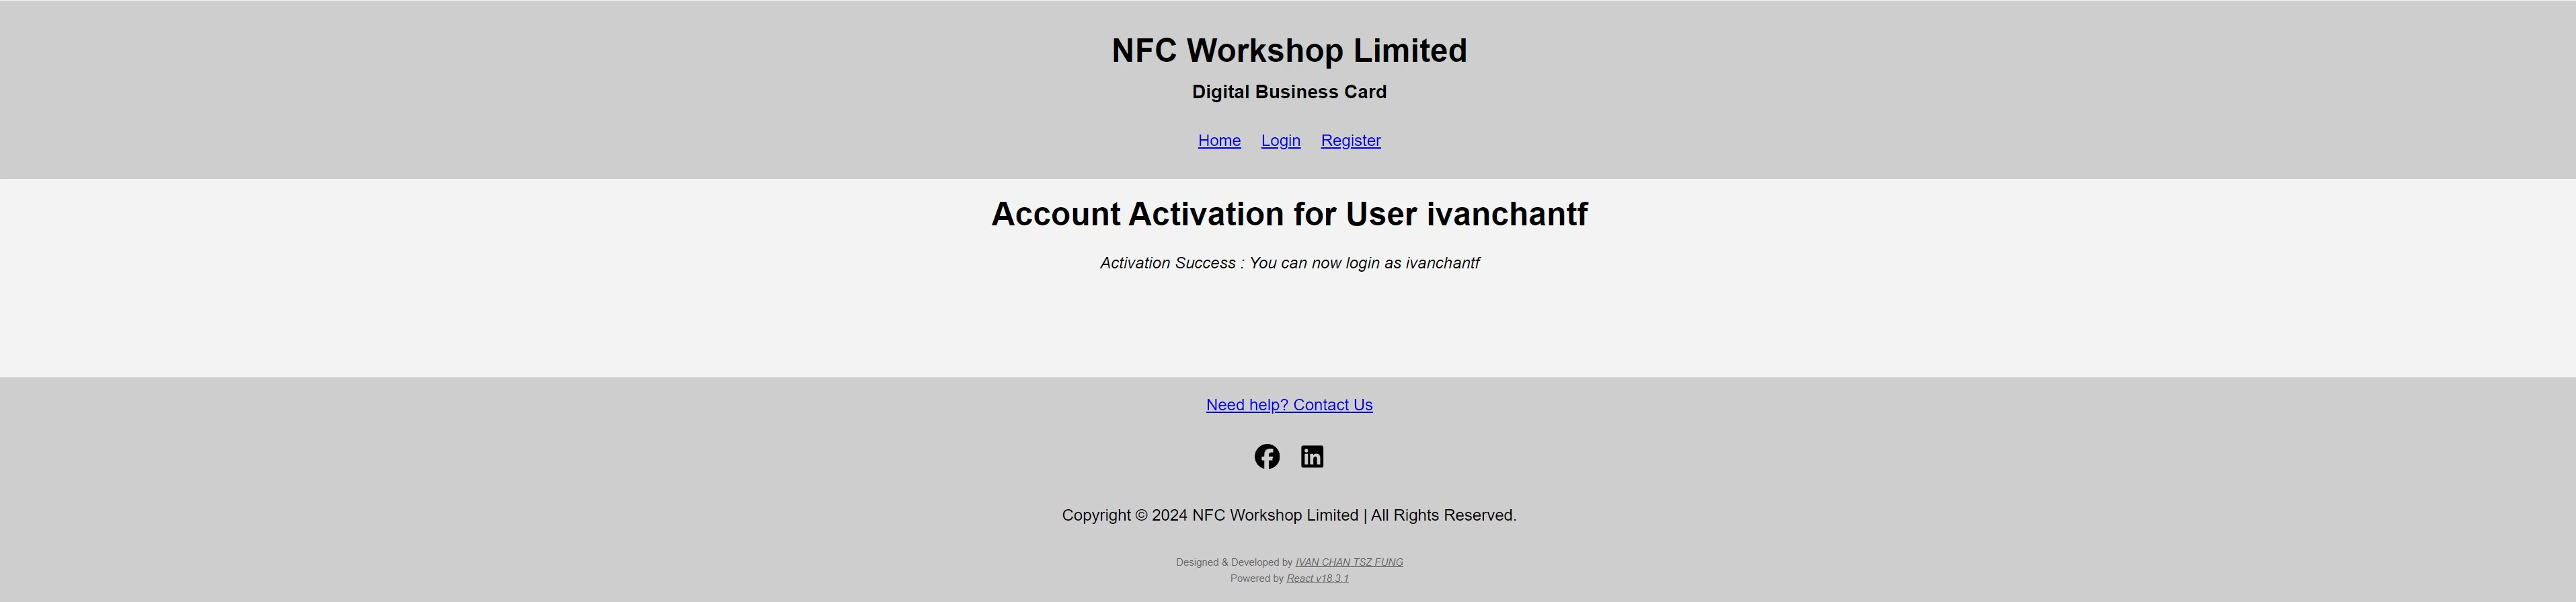 NFC Workshop Limited
Digital Business Card
Home Login Register
Account Activation for User ivanchantf
Activation Success : You can now login as ivanchantf
Need help? Contact Us
Copyright © 2024 NFC Workshop Limited | All Rights Reserved.
Designed & Developed by IVAN CHAN TSZ FUNG
Powered by React v18.3.1